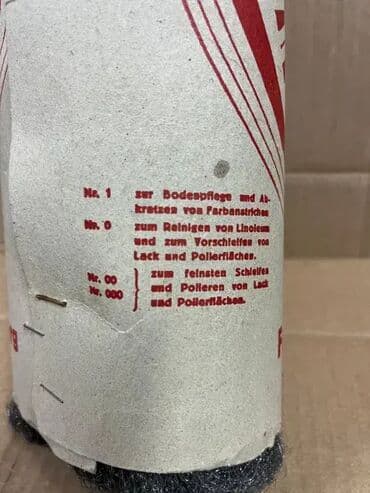 Nr. 1 zur Bodenpflege und Ab-
kratzen von Farbanstrichen
Nr. 0 zum Reinigen von Linoleum
und zum Vorschleifen von
Lack und Polierflächen.
Nr. 00 zum feinsten Schleifen
Nr. 000 und Polieren von Lack
und Polierflächen.